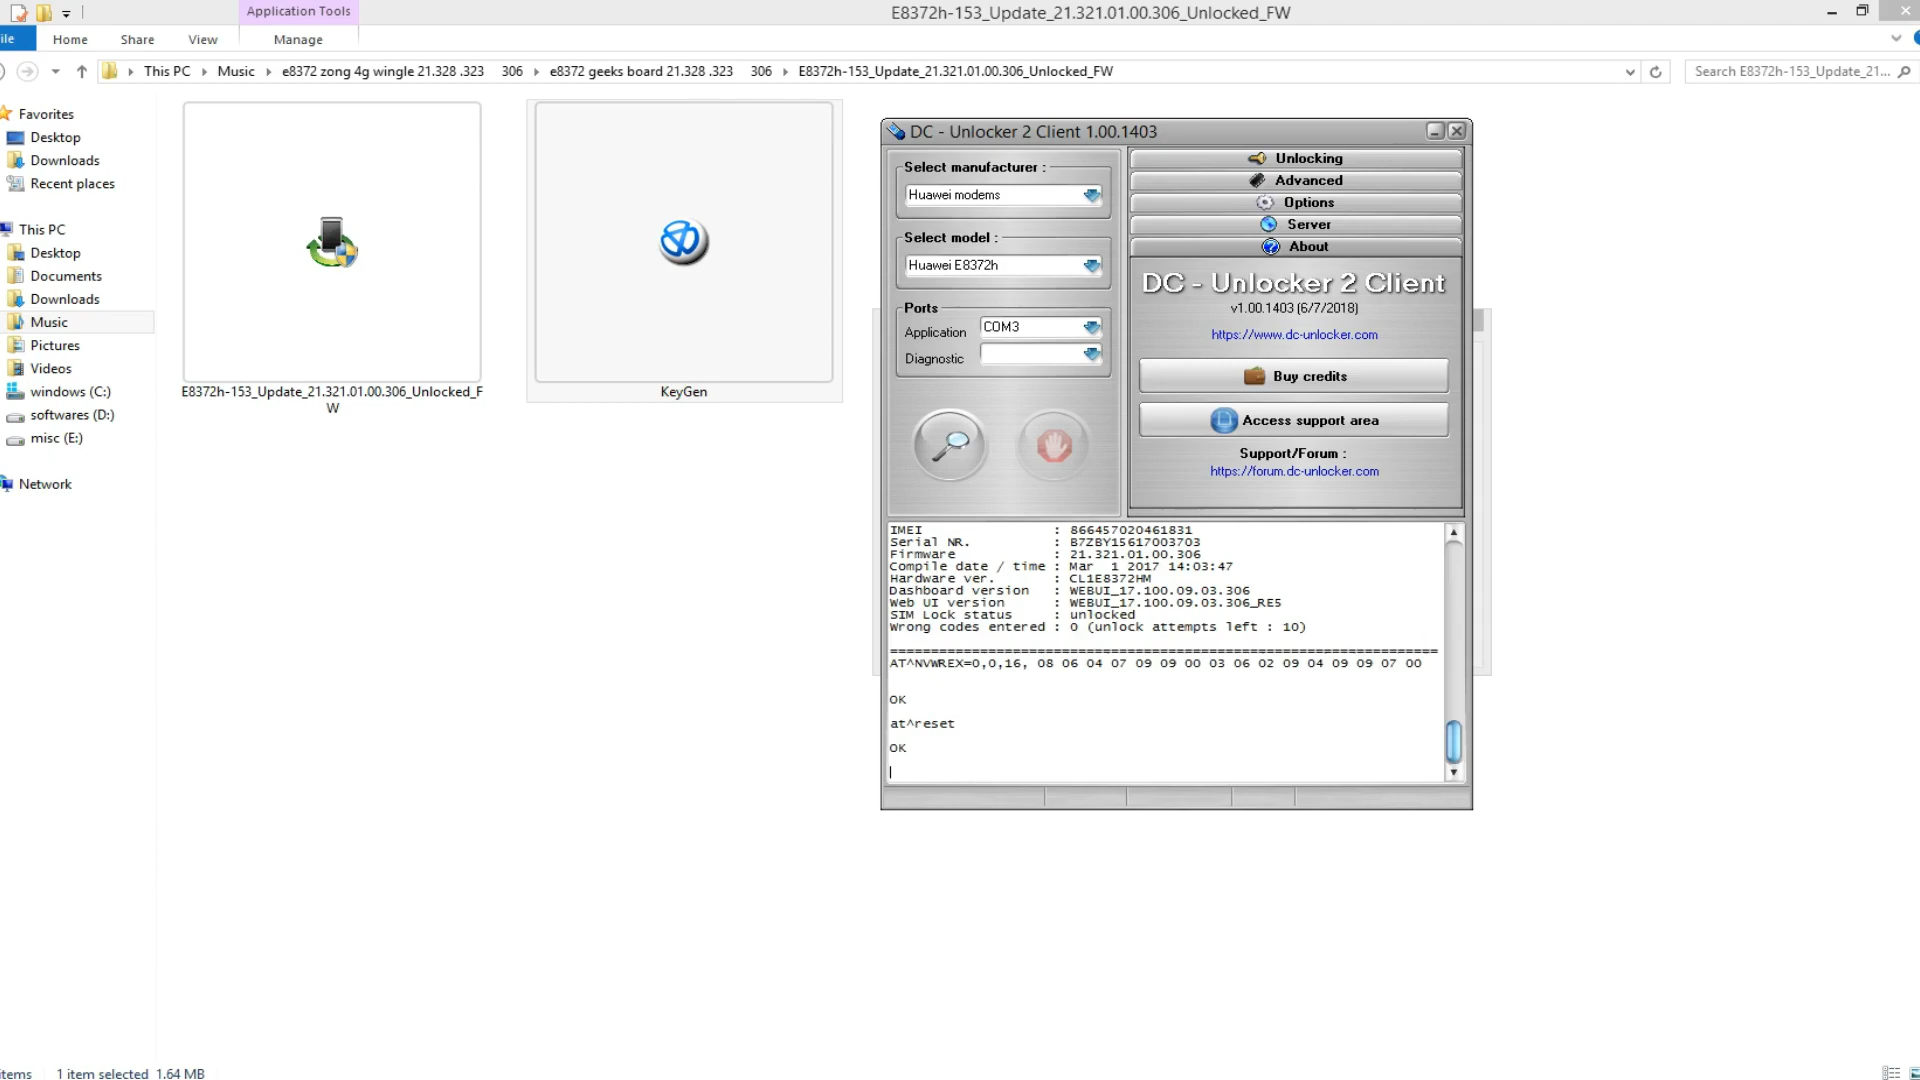 Application Tools
E8372h-153_Update_21.321.01.00.306_Unlocked_FW
ile
Home
Share
View
Manage
This PC
Music
e8372 zong 4g wingle 21.328 .323 306
e8372 geeks board 21.328 .323 306
E8372h-153_Update_21.321.01.00.306_Unlocked_FW
Search E8372h-153_Update_21...
Favorites
Desktop
Downloads
Recent places
This PC
Desktop
Documents
Downloads
Music
Pictures
Videos
windows (C:)
softwares (D:)
misc (E:)
Network
E8372h-153_Update_21.321.01.00.306_Unlocked_F
W
KeyGen
DC - Unlocker 2 Client 1.00.1403
Select manufacturer :
Huawei modems
Select model :
Huawei E8372h
Ports
Application
COM3
Diagnostic
Unlocking
Advanced
Options
Server
About
DC - Unlocker 2 Client
v1.00.1403 (6/7/2018)
https://www.dc-unlocker.com
Buy credits
Access support area
Support/Forum :
https://forum.dc-unlocker.com
IMEI : 866457020461831
Serial NR. : B7ZBY15617003703
Firmware : 21.321.01.00.306
Compile date / time : Mar 1 2017 14:03:47
Hardware ver. : CL1E8372HM
Dashboard version : WEBUI_17.100.09.03.306
Web UI version : WEBUI_17.100.09.03.306_RE5
SIM Lock status : unlocked
Wrong codes entered : 0 (unlock attempts left : 10)
===================================================================
AT^NVWREX=0,0,16, 08 06 04 07 09 09 00 03 06 02 09 04 09 09 07 00
OK
at^reset
OK
items
1 item selected 1.64 MB